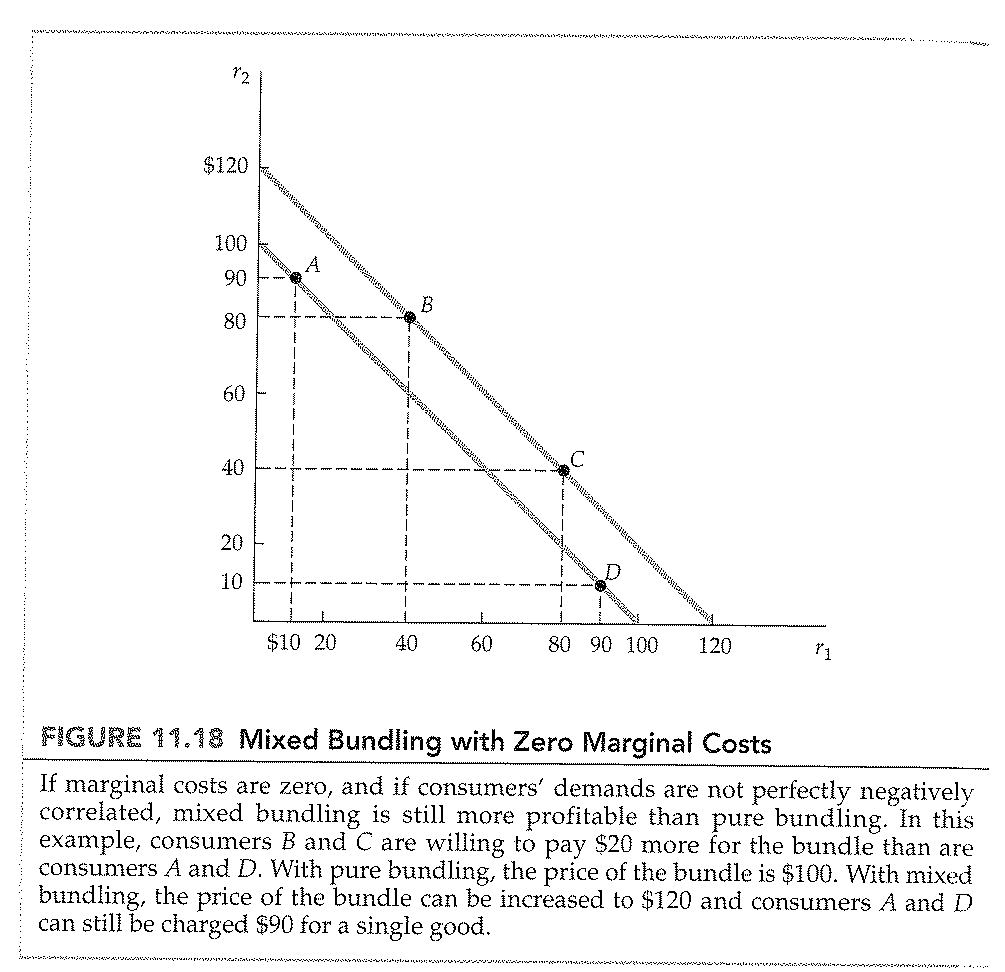 r2
$120
100
90
80
60
40
20
10
A
B
C
D
$10 20 40 60 80 90 100 120 r1
FIGURE 11.18 Mixed Bundling with Zero Marginal Costs
If marginal costs are zero, and if consumers' demands are not perfectly negatively
correlated, mixed bundling is still more profitable than pure bundling. In this
example, consumers B and C are willing to pay $20 more for the bundle than are
consumers A and D. With pure bundling, the price of the bundle is $100. With mixed
bundling, the price of the bundle can be increased to $120 and consumers A and D
can still be charged $90 for a single good.